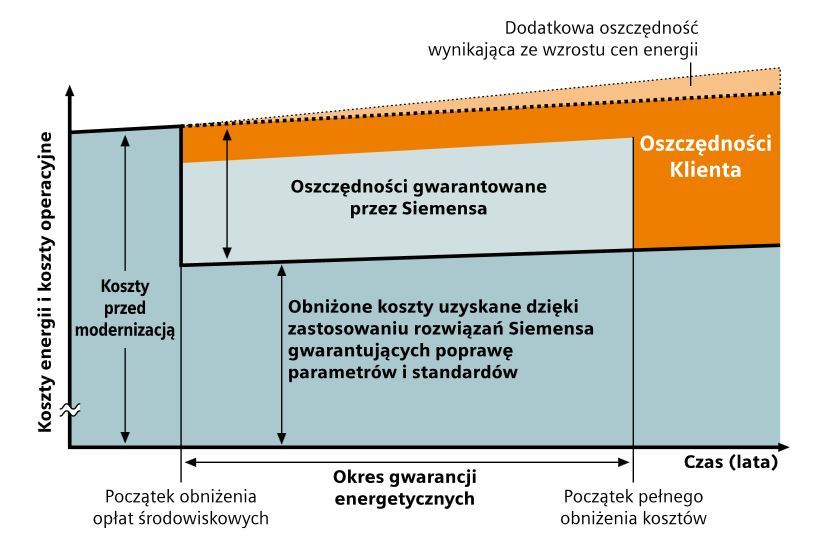 Dodatkowa oszczędność
wynikająca ze wzrostu cen energii
Koszty energii i koszty operacyjne
Oszczędności
Klienta
Oszczędności gwarantowane
przez Siemensa
Koszty
przed
modernizacją
Obniżone koszty uzyskane dzięki
zastosowaniu rozwiązań Siemensa
gwarantujących poprawę
parametrów i standardów
Czas (lata)
Okres gwarancji
energetycznych
Początek obniżenia
opłat środowiskowych
Początek pełnego
obniżenia kosztów